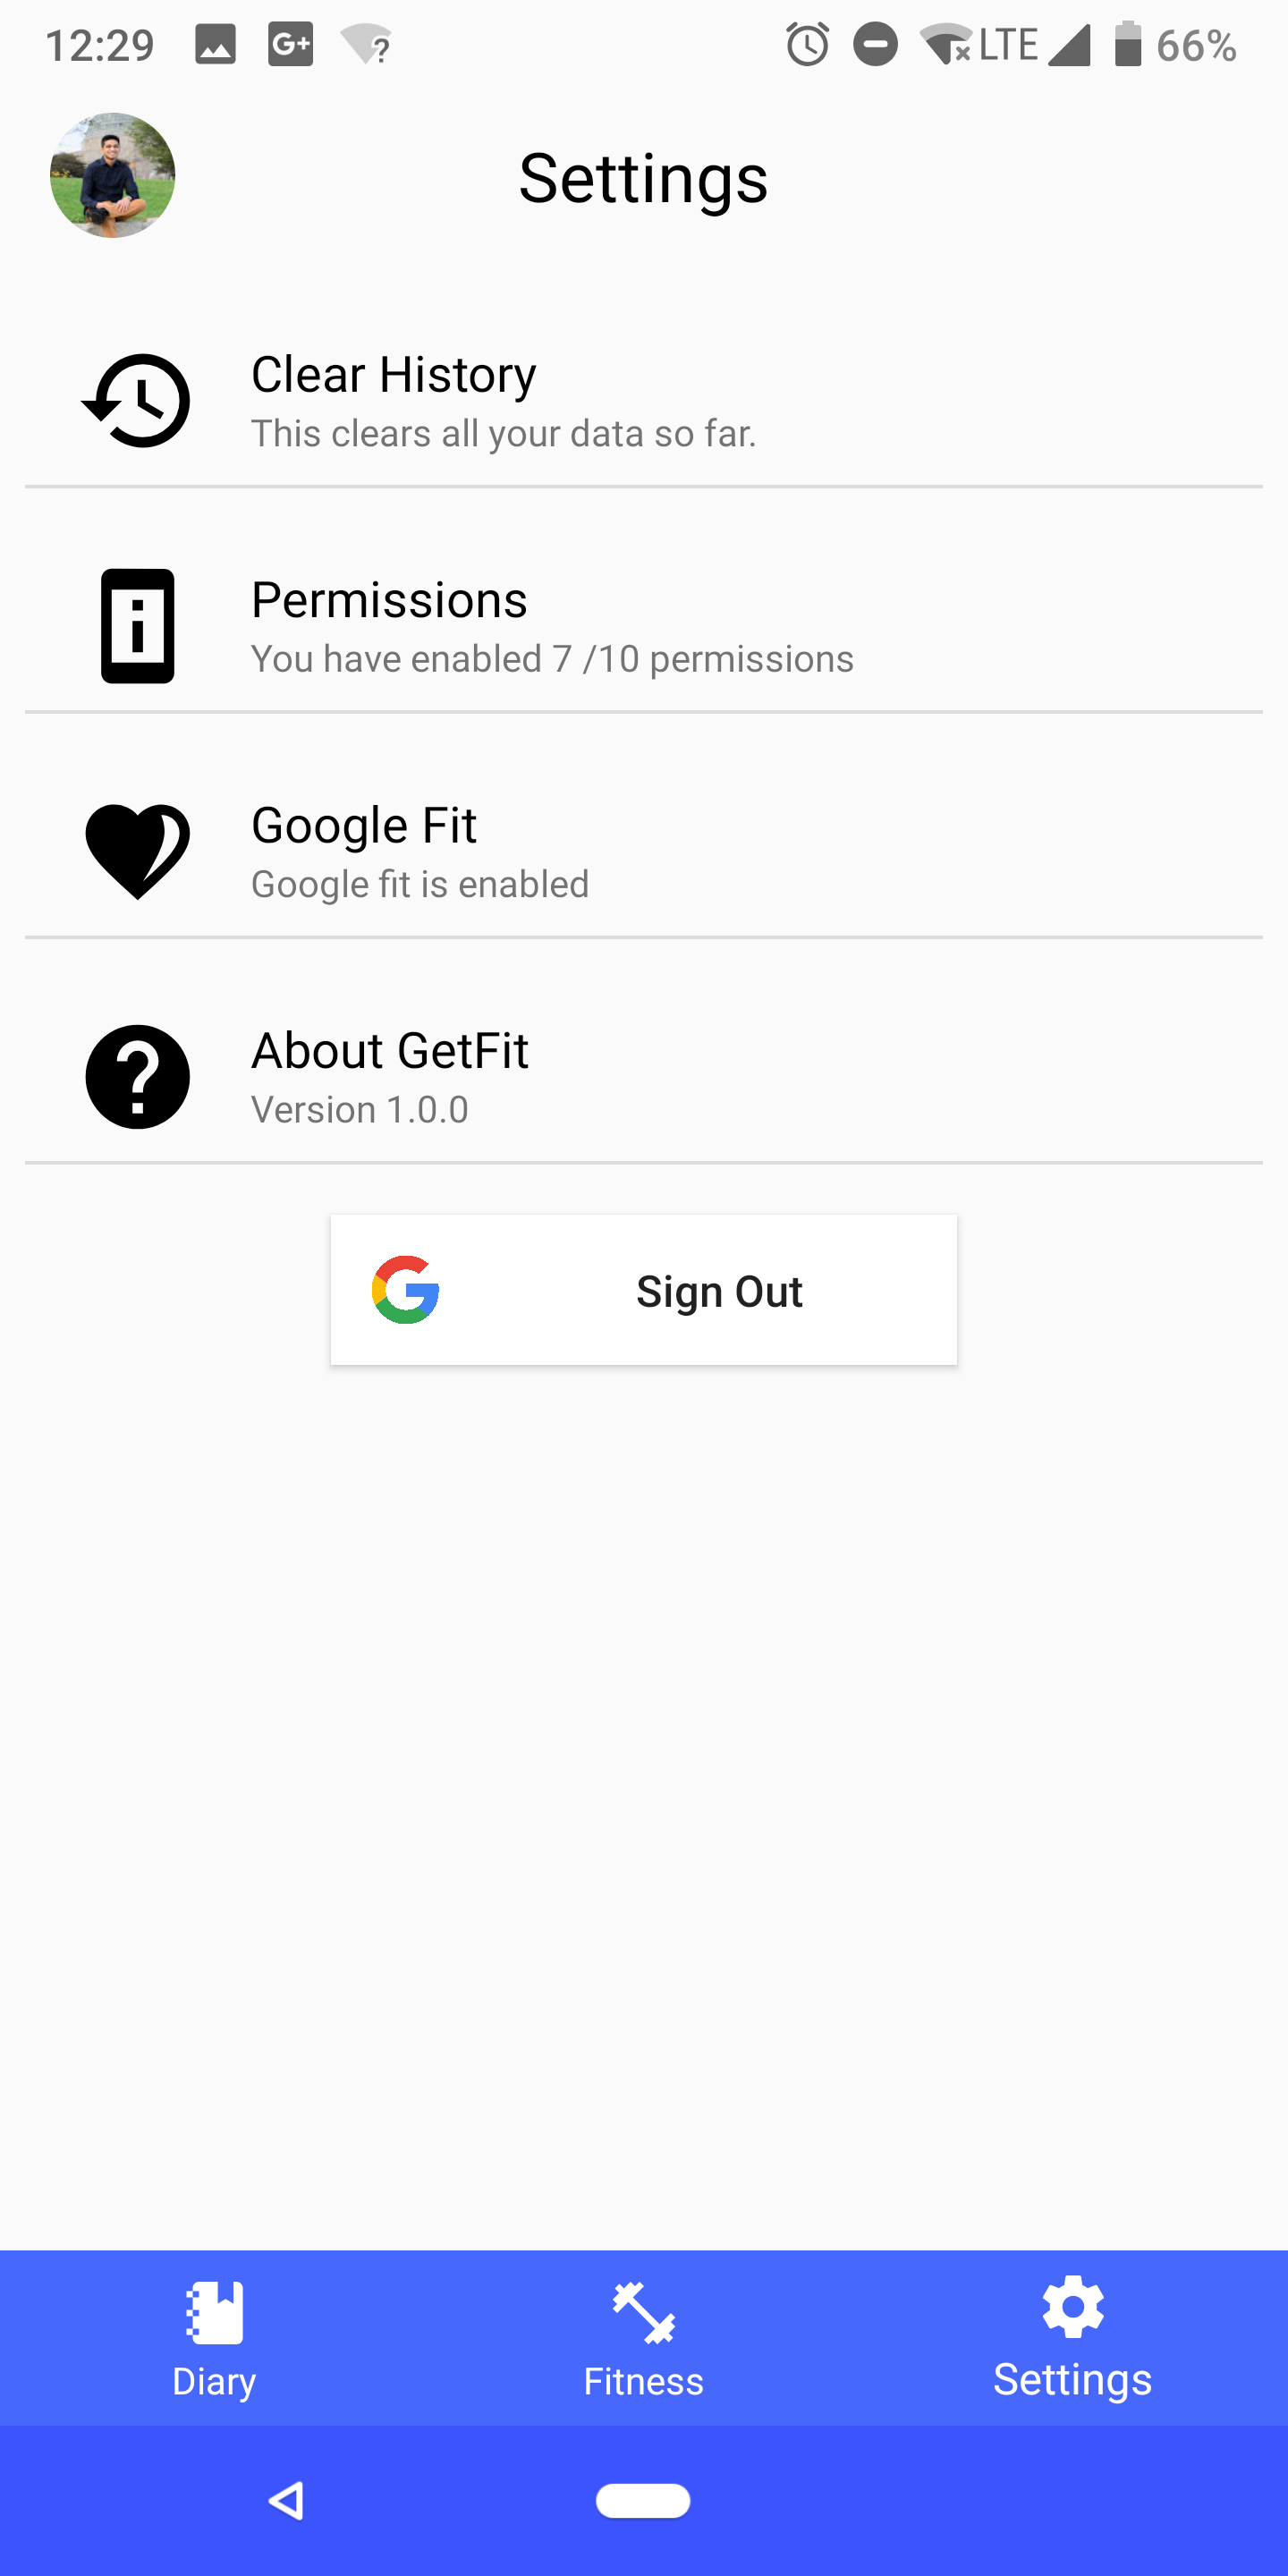 12:29 G+ ? LTE 66%
Settings
Clear History
This clears all your data so far.
Permissions
You have enabled 7 /10 permissions
Google Fit
Google fit is enabled
About GetFit
Version 1.0.0
G Sign Out
Diary Fitness Settings